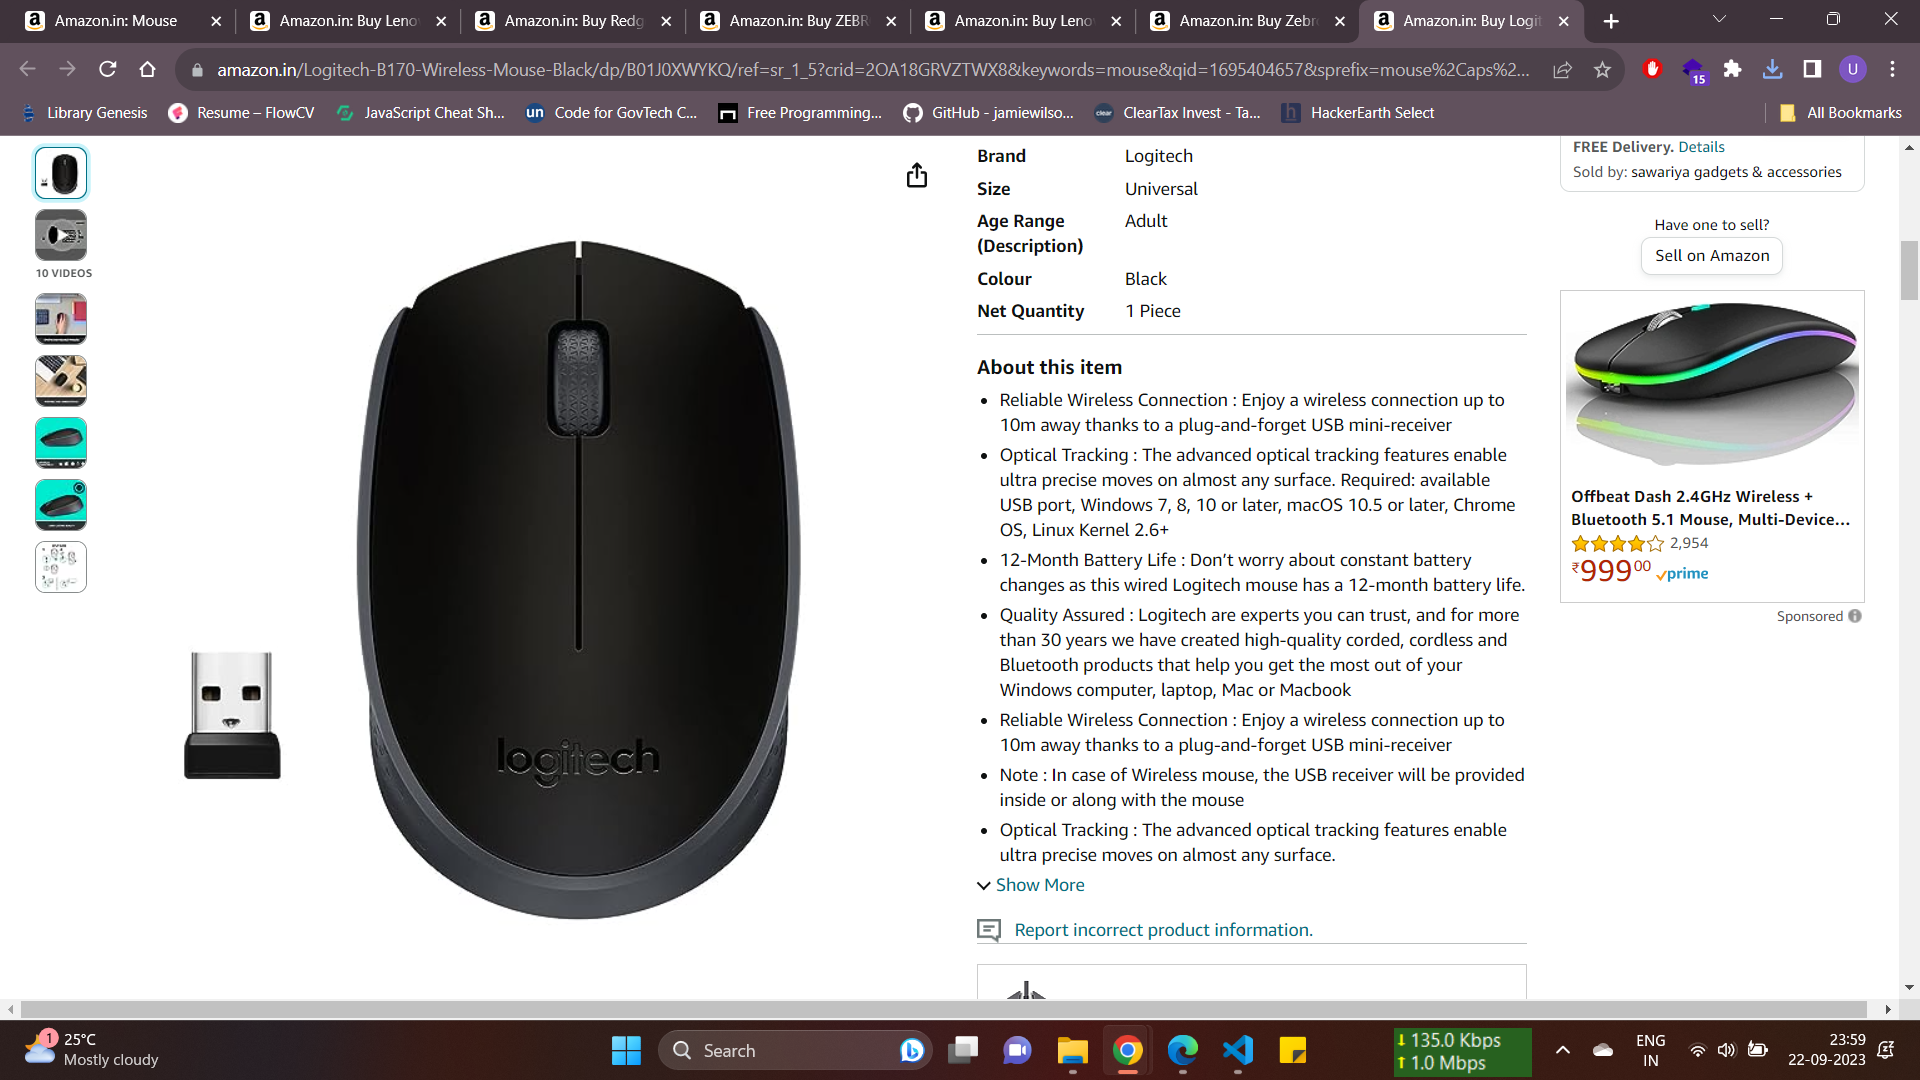 Amazon.in: Mouse
Amazon.in: Buy Leno
Amazon.in: Buy Redg
Amazon.in: Buy ZEBR
Amazon.in: Buy Leno
Amazon.in: Buy Zebr
Amazon.in: Buy Logit
amazon.in/Logitech-B170-Wireless-Mouse-Black/dp/B01J0XWYKQ/ref=sr_1_5?crid=2OA18GRVZTWX8&keywords=mouse&qid=1695404657&sprefix=mouse%2Caps%2...
15
U
Library Genesis
Resume – FlowCV
JavaScript Cheat Sh...
un
Code for GovTech C...
Free Programming...
GitHub - jamiewilso...
clear
ClearTax Invest - Ta...
h
HackerEarth Select
All Bookmarks
10 VIDEOS
logitech
Brand Logitech
Size Universal
Age Range (Description) Adult
Colour Black
Net Quantity 1 Piece
About this item
Reliable Wireless Connection : Enjoy a wireless connection up to
10m away thanks to a plug-and-forget USB mini-receiver
Optical Tracking : The advanced optical tracking features enable
ultra precise moves on almost any surface. Required: available
USB port, Windows 7, 8, 10 or later, macOS 10.5 or later, Chrome
OS, Linux Kernel 2.6+
12-Month Battery Life : Don’t worry about constant battery
changes as this wired Logitech mouse has a 12-month battery life.
Quality Assured : Logitech are experts you can trust, and for more
than 30 years we have created high-quality corded, cordless and
Bluetooth products that help you get the most out of your
Windows computer, laptop, Mac or Macbook
Reliable Wireless Connection : Enjoy a wireless connection up to
10m away thanks to a plug-and-forget USB mini-receiver
Note : In case of Wireless mouse, the USB receiver will be provided
inside or along with the mouse
Optical Tracking : The advanced optical tracking features enable
ultra precise moves on almost any surface.
Show More
Report incorrect product information.
FREE Delivery. Details
Sold by: sawariya gadgets & accessories
Have one to sell?
Sell on Amazon
Offbeat Dash 2.4GHz Wireless +
Bluetooth 5.1 Mouse, Multi-Device...
2,954
₹999 00 prime
Sponsored
1
25°C
Mostly cloudy
Search
135.0 Kbps
1.0 Mbps
ENG
IN
23:59
22-09-2023